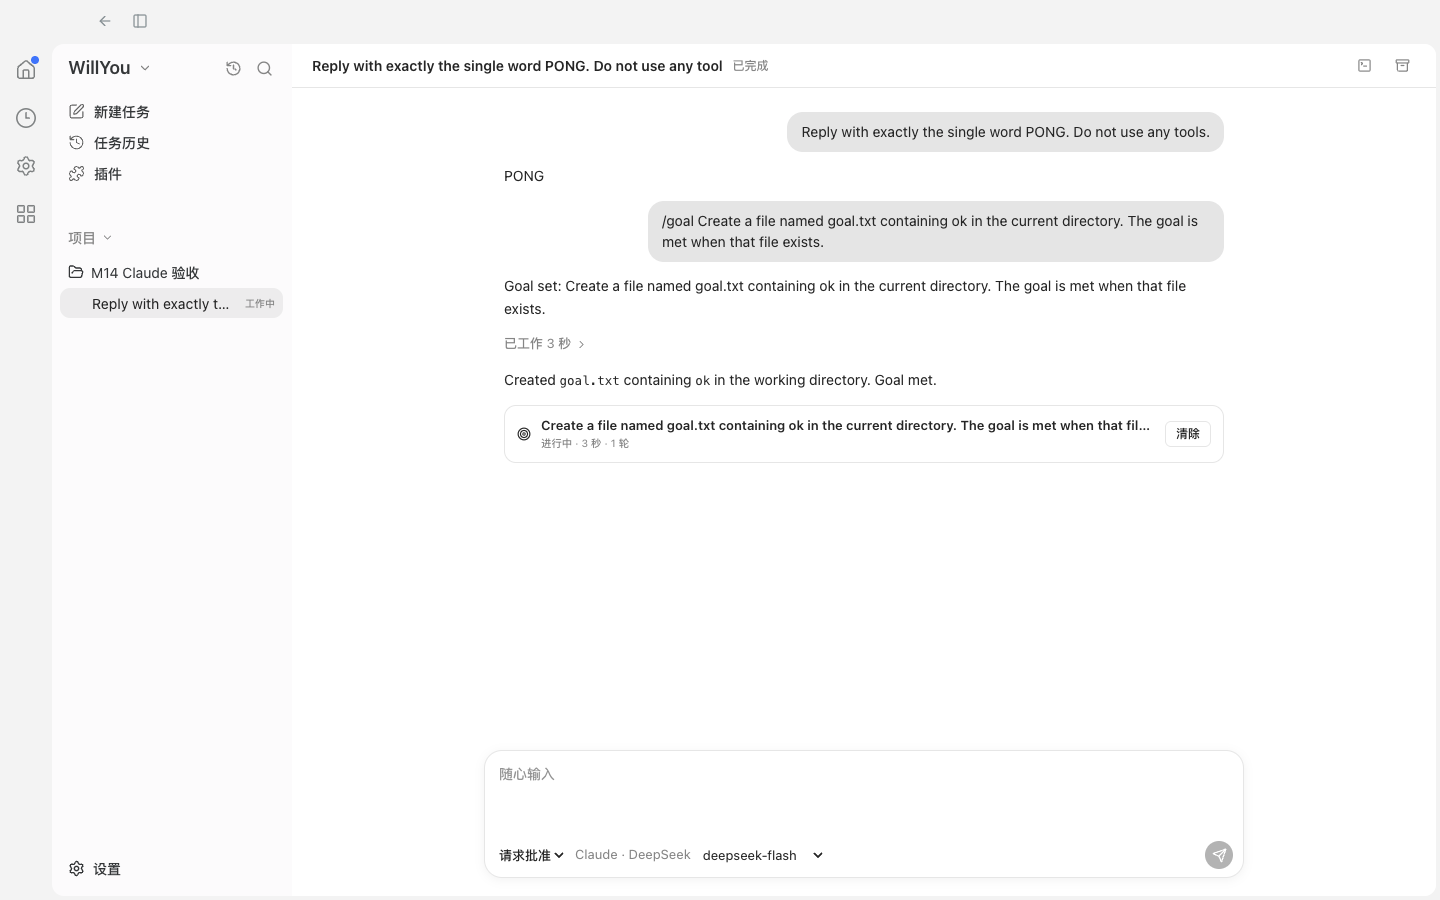 WillYou
新建任务
任务历史
插件
项目
M14 Claude 验收
Reply with exactly t... 工作中
设置
Reply with exactly the single word PONG. Do not use any tool 已完成
Reply with exactly the single word PONG. Do not use any tools.
PONG
/goal Create a file named goal.txt containing ok in the current directory. The goal is
met when that file exists.
Goal set: Create a file named goal.txt containing ok in the current directory. The goal is met when that file
exists.
已工作 3 秒
Created goal.txt containing ok in the working directory. Goal met.
Create a file named goal.txt containing ok in the current directory. The goal is met when that fil...
进行中 · 3 秒 · 1 轮
清除
随心输入
请求批准 Claude · DeepSeek deepseek-flash